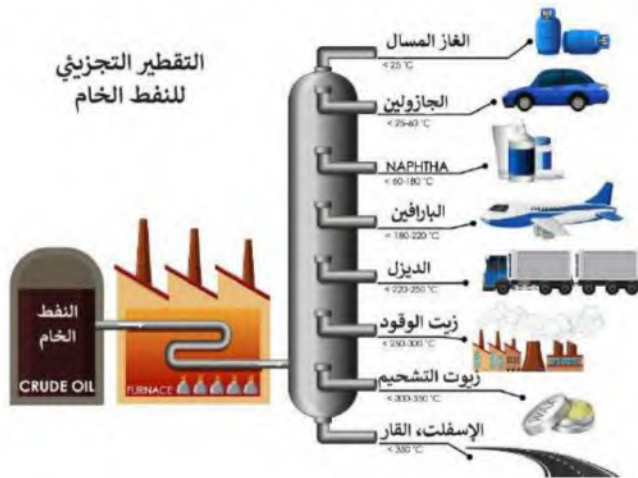 التقطير التجزيئي
للنفط الخام
الغاز المسال
< 25 °C
الجازولين
< 25-60 °C
NAPHTHA
< 60-180 °C
البارافين
< 180-220 °C
الديزل
< 220-250 °C
زيت الوقود
< 250-300 °C
زيوت التشحيم
< 300-350 °C
الإسفلت، القار
< 350 °C
النفط
الخام
CRUDE OIL
FURNACE